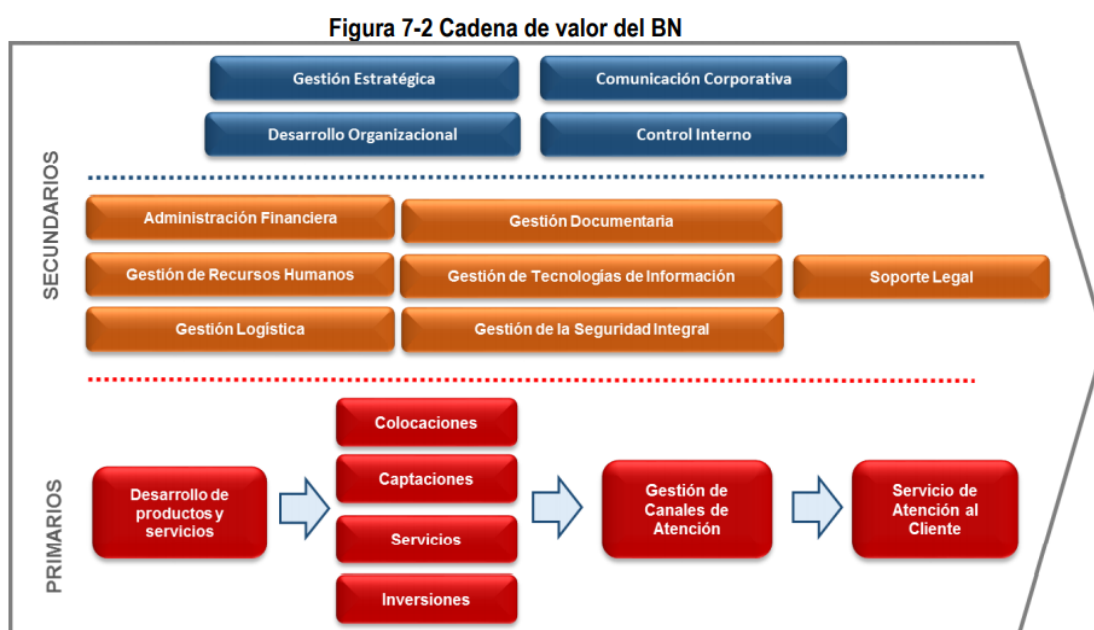 Figura 7-2 Cadena de valor del BN
SECUNDARIOS
Gestión Estratégica
Comunicación Corporativa
Desarrollo Organizacional
Control Interno
Administración Financiera
Gestión Documentaria
Gestión de Recursos Humanos
Gestión de Tecnologías de Información
Soporte Legal
Gestión Logística
Gestión de la Seguridad Integral
PRIMARIOS
Desarrollo de
productos y
servicios
Colocaciones
Captaciones
Servicios
Inversiones
Gestión de
Canales de
Atención
Servicio de
Atención al
Cliente